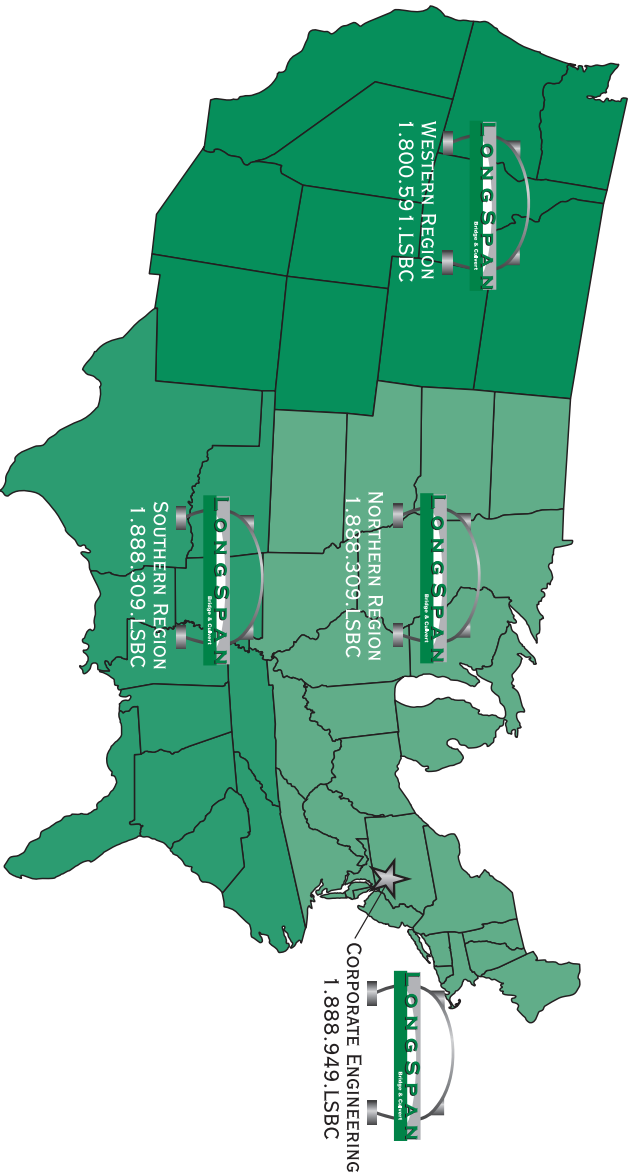 LONGSPAN
Bridge & Culvert
WESTERN REGION
1.800.591.LSBC
LONGSPAN
Bridge & Culvert
NORTHERN REGION
1.888.309.LSBC
LONGSPAN
Bridge & Culvert
SOUTHERN REGION
1.888.309.LSBC
LONGSPAN
Bridge & Culvert
CORPORATE ENGINEERING
1.888.949.LSBC